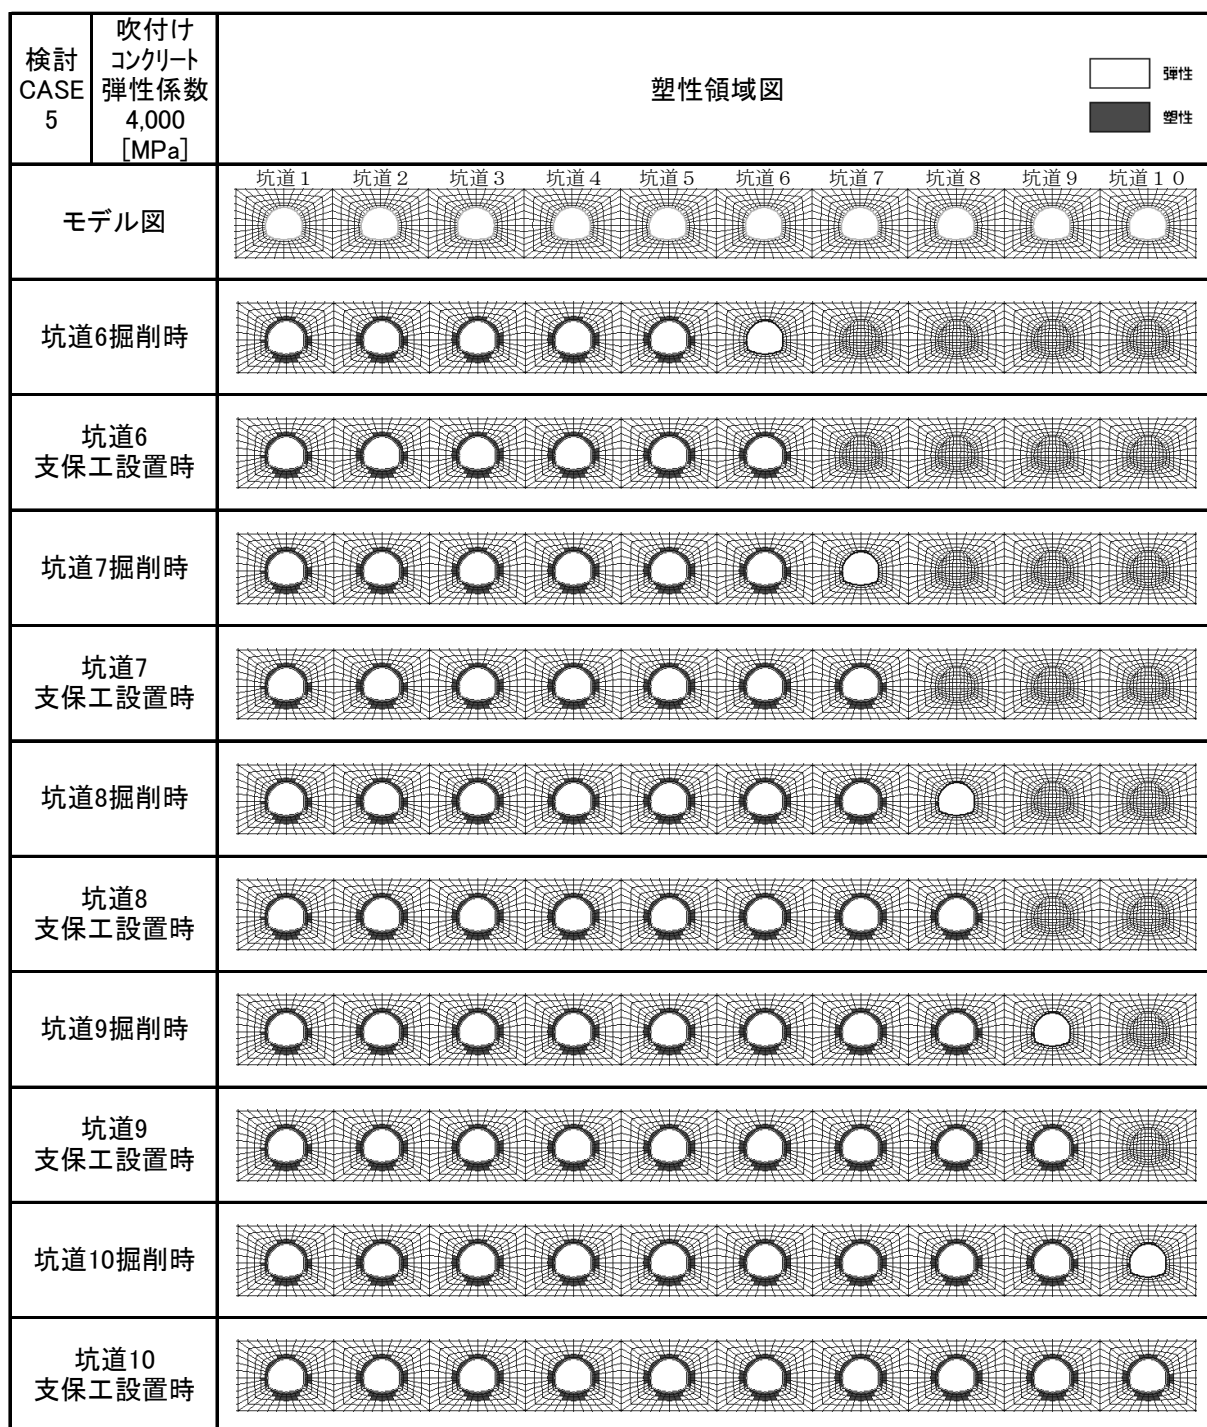 検討
CASE
5
吹付け
コンクリート
弾性係数
4,000
[MPa]
塑性領域図
弾性
塑性
モデル図
坑道1 坑道2 坑道3 坑道4 坑道5 坑道6 坑道7 坑道8 坑道9 坑道10
坑道6掘削時
坑道6
支保工設置時
坑道7掘削時
坑道7
支保工設置時
坑道8掘削時
坑道8
支保工設置時
坑道9掘削時
坑道9
支保工設置時
坑道10掘削時
坑道10
支保工設置時